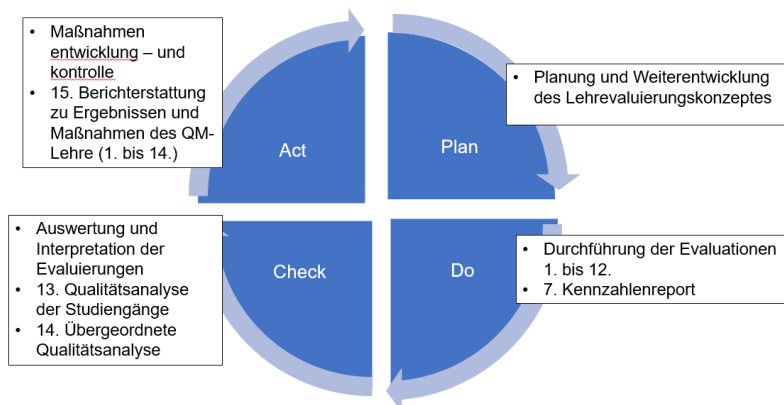 • Maßnahmen
entwicklung – und
kontrolle
• 15. Berichterstattung
zu Ergebnissen und
Maßnahmen des QM-
Lehre (1. bis 14.)
Act
Plan
• Planung und Weiterentwicklung
des Lehrevaluierungskonzeptes
• Auswertung und
Interpretation der
Evaluierungen
• 13. Qualitätsanalyse
der Studiengänge
• 14. Übergeordnete
Qualitätsanalyse
Check
Do
• Durchführung der Evaluationen
1. bis 12.
• 7. Kennzahlenreport